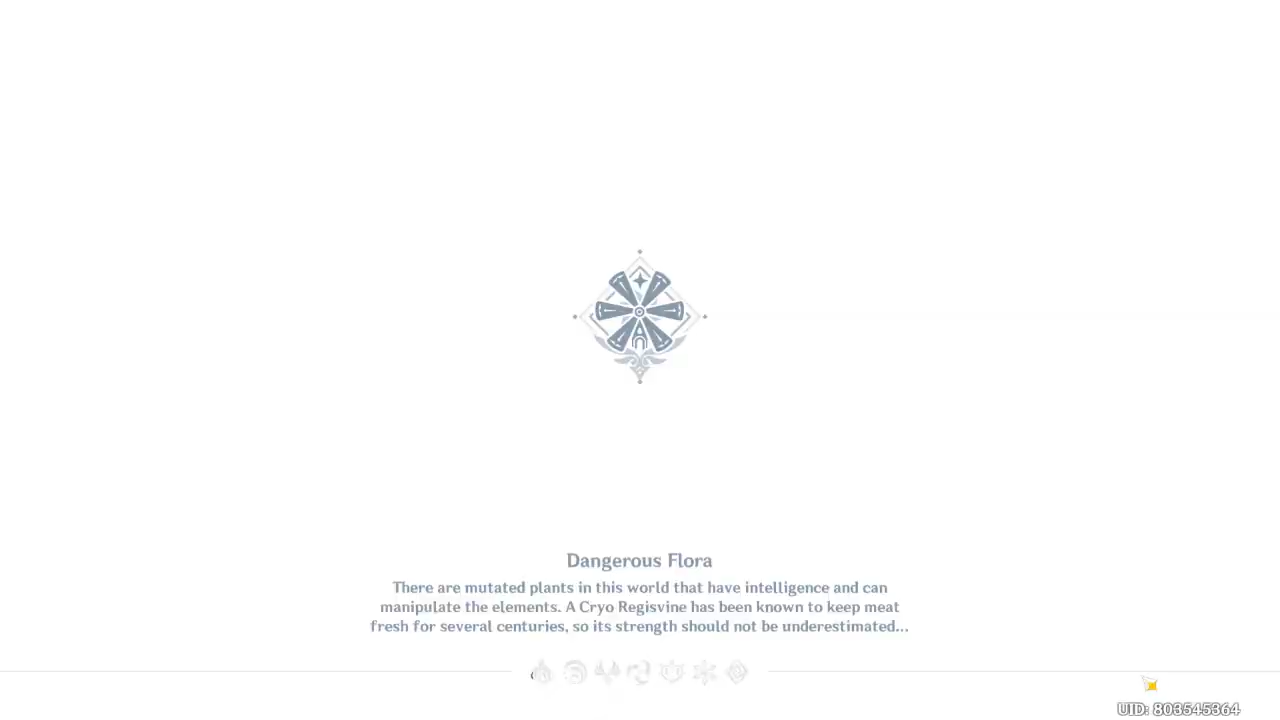 Dangerous Flora
There are mutated plants in this world that have intelligence and can
manipulate the elements. A Cryo Regisvine has been known to keep meat
fresh for several centuries, so its strength should not be underestimated...
UID: 803545364